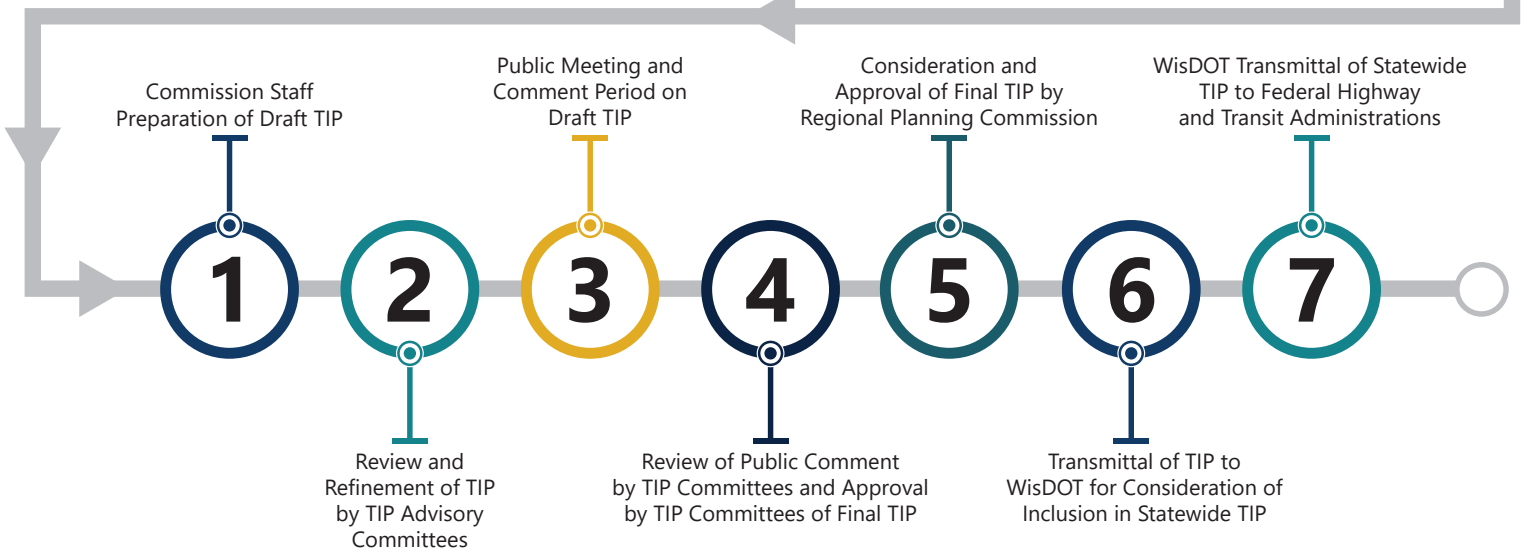 Commission Staff
Preparation of Draft TIP
Public Meeting and
Comment Period on
Draft TIP
Consideration and
Approval of Final TIP by
Regional Planning Commission
WisDOT Transmittal of Statewide
TIP to Federal Highway
and Transit Administrations
1
2
3
4
5
6
7
Review and
Refinement of TIP
by TIP Advisory
Committees
Review of Public Comment
by TIP Committees and Approval
by TIP Committees of Final TIP
Transmittal of TIP to
WisDOT for Consideration of
Inclusion in Statewide TIP